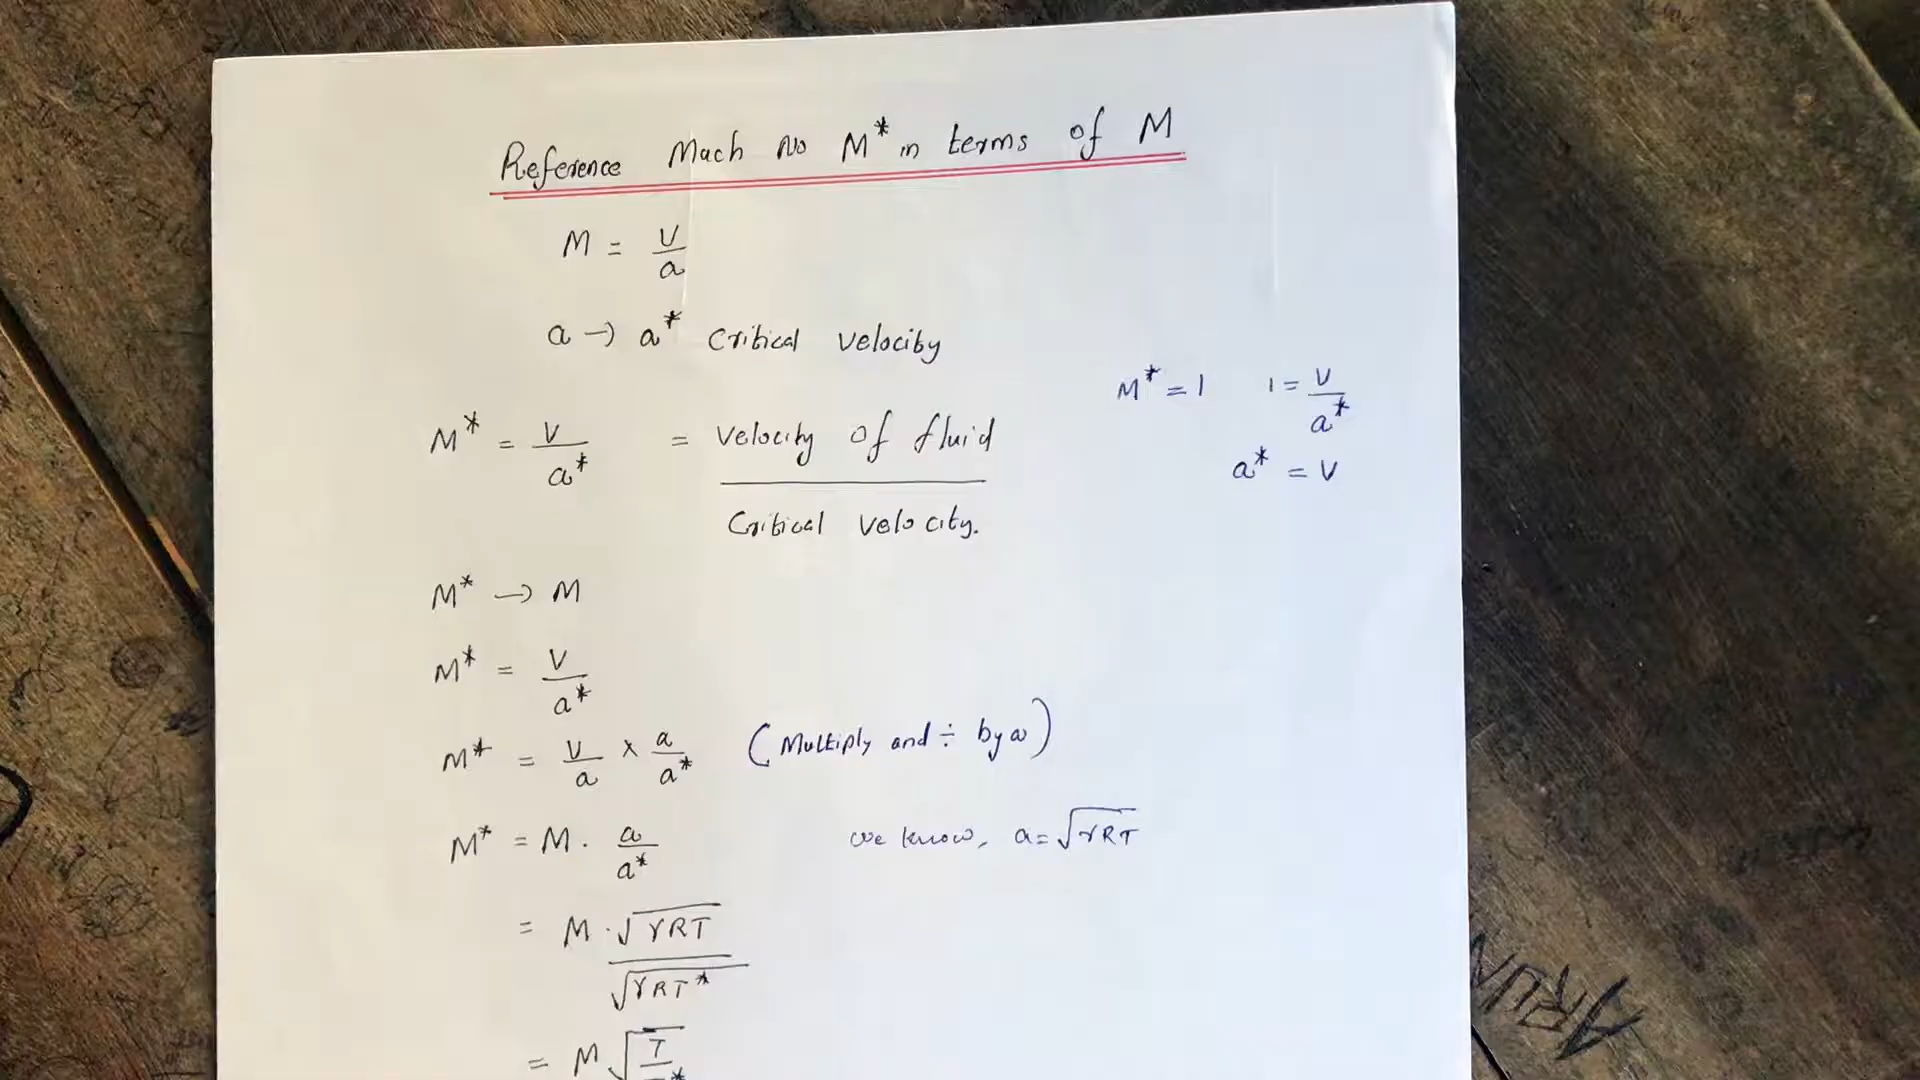 Reference Mach No M* in terms of M
M = V/a
a → a* Critical velocity
M* = 1 1 = V/a*
a* = V
M* = V/a* = Velocity of fluid / Critical velocity.
M* → M
M* = V/a*
M* = V/a × a/a* (Multiply and ÷ by a)
M* = M . a/a* we know, a = √γRT
= M . √γRT / √γRT*
= M √T/
ARUN